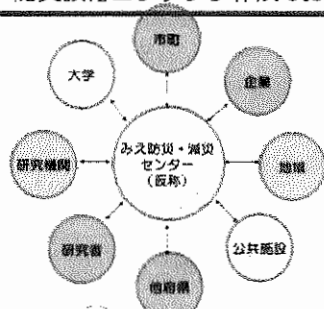 市町
大学
企業
みえ防災・減災
センター
(仮称)
研究機関
地域
研究者
公共施設
他府県